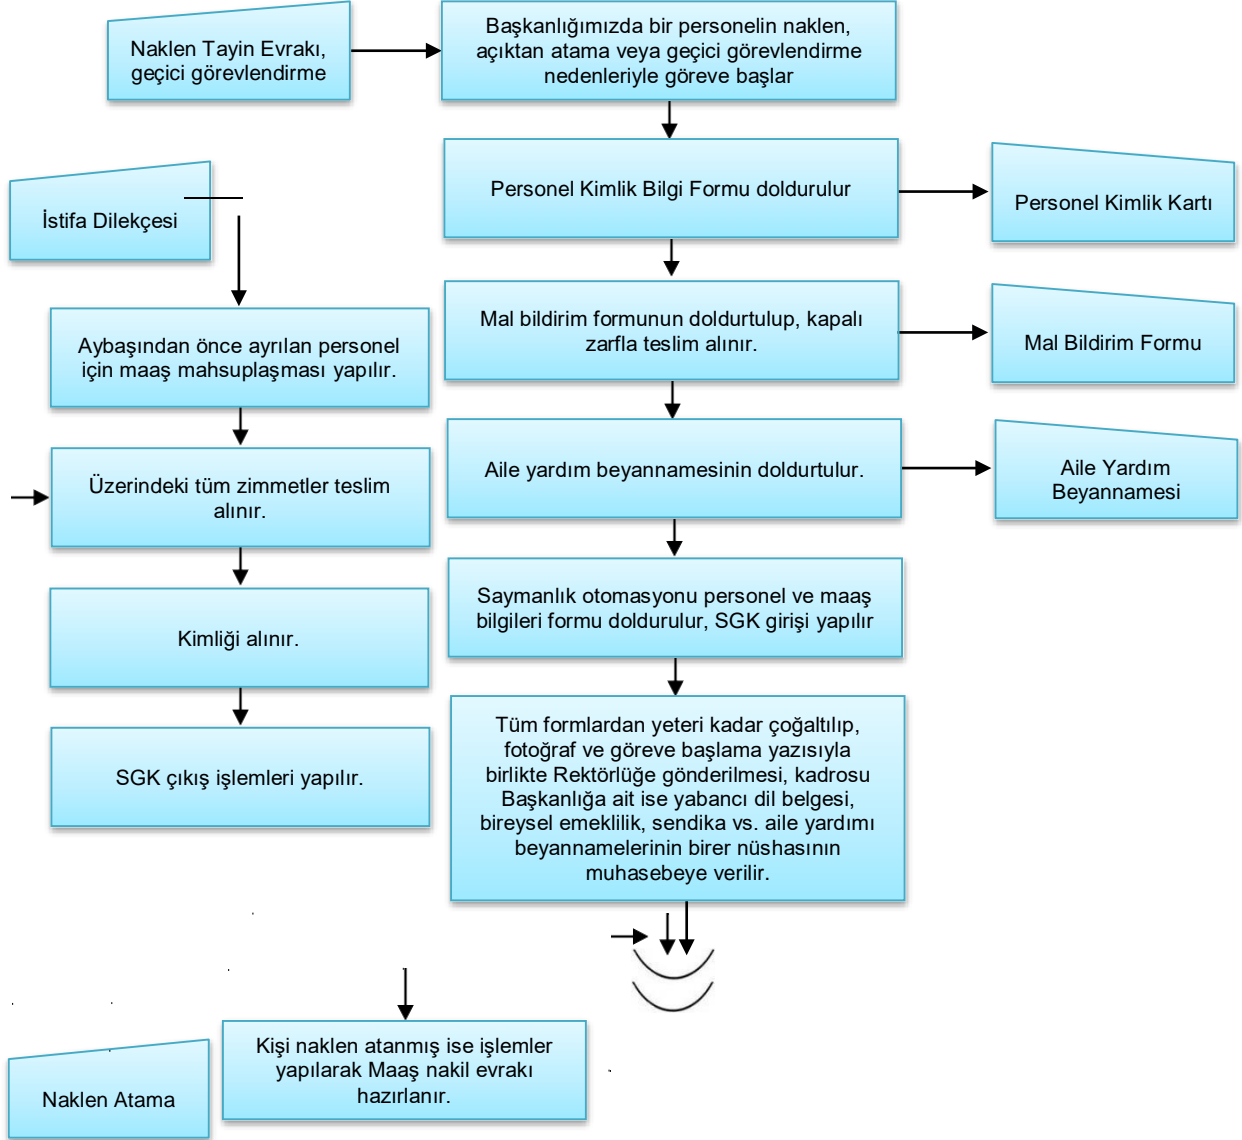 Naklen Tayin Evrakı,
geçici görevlendirme
Başkanlığımızda bir personelin naklen,
açıktan atama veya geçici görevlendirme
nedenleriyle göreve başlar
Personel Kimlik Bilgi Formu doldurulur
Personel Kimlik Kartı
İstifa Dilekçesi
Mal bildirim formunun doldurtulup, kapalı
zarfla teslim alınır.
Mal Bildirim Formu
Aybaşından önce ayrılan personel
için maaş mahsuplaşması yapılır.
Aile yardım beyannamesinin doldurtulur.
Aile Yardım
Beyannamesi
Üzerindeki tüm zimmetler teslim
alınır.
Saymanlık otomasyonu personel ve maaş
bilgileri formu doldurulur, SGK girişi yapılır
Kimliği alınır.
Tüm formlardan yeteri kadar çoğaltılıp,
fotoğraf ve göreve başlama yazısıyla
birlikte Rektörlüğe gönderilmesi, kadrosu
Başkanlığa ait ise yabancı dil belgesi,
bireysel emeklilik, sendika vs. aile yardımı
beyannamelerinin birer nüshasının
muhasebeye verilir.
SGK çıkış işlemleri yapılır.
Kişi naklen atanmış ise işlemler
yapılarak Maaş nakil evrakı
hazırlanır.
Naklen Atama